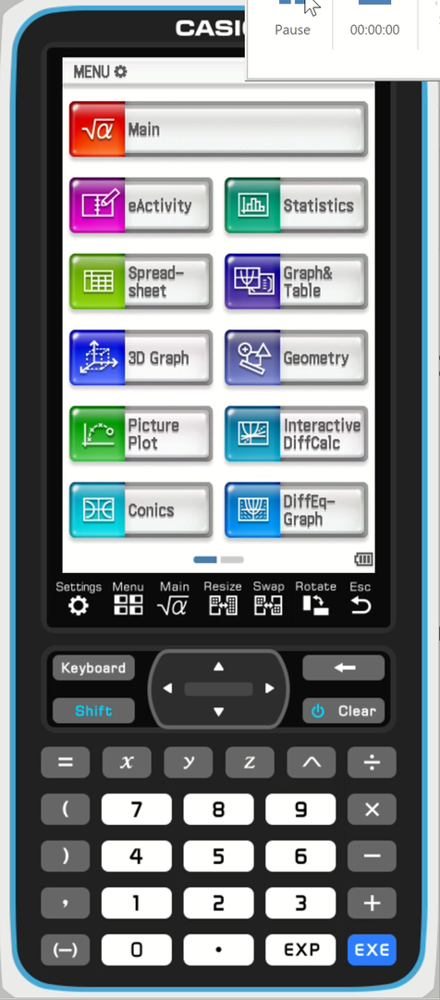 CASI
Pause
00:00:00
MENU
√α Main
eActivity
Statistics
Spread-
sheet
Graph&
Table
3D Graph
Geometry
Picture
Plot
Interactive
DiffCalc
Conics
DiffEq-
Graph
Settings Menu Main Resize Swap Rotate Esc
√α
Keyboard
Shift
Clear
= x y z ^ ÷
( 7 8 9 ×
) 4 5 6 −
, 1 2 3 +
(−) 0 • EXP EXE